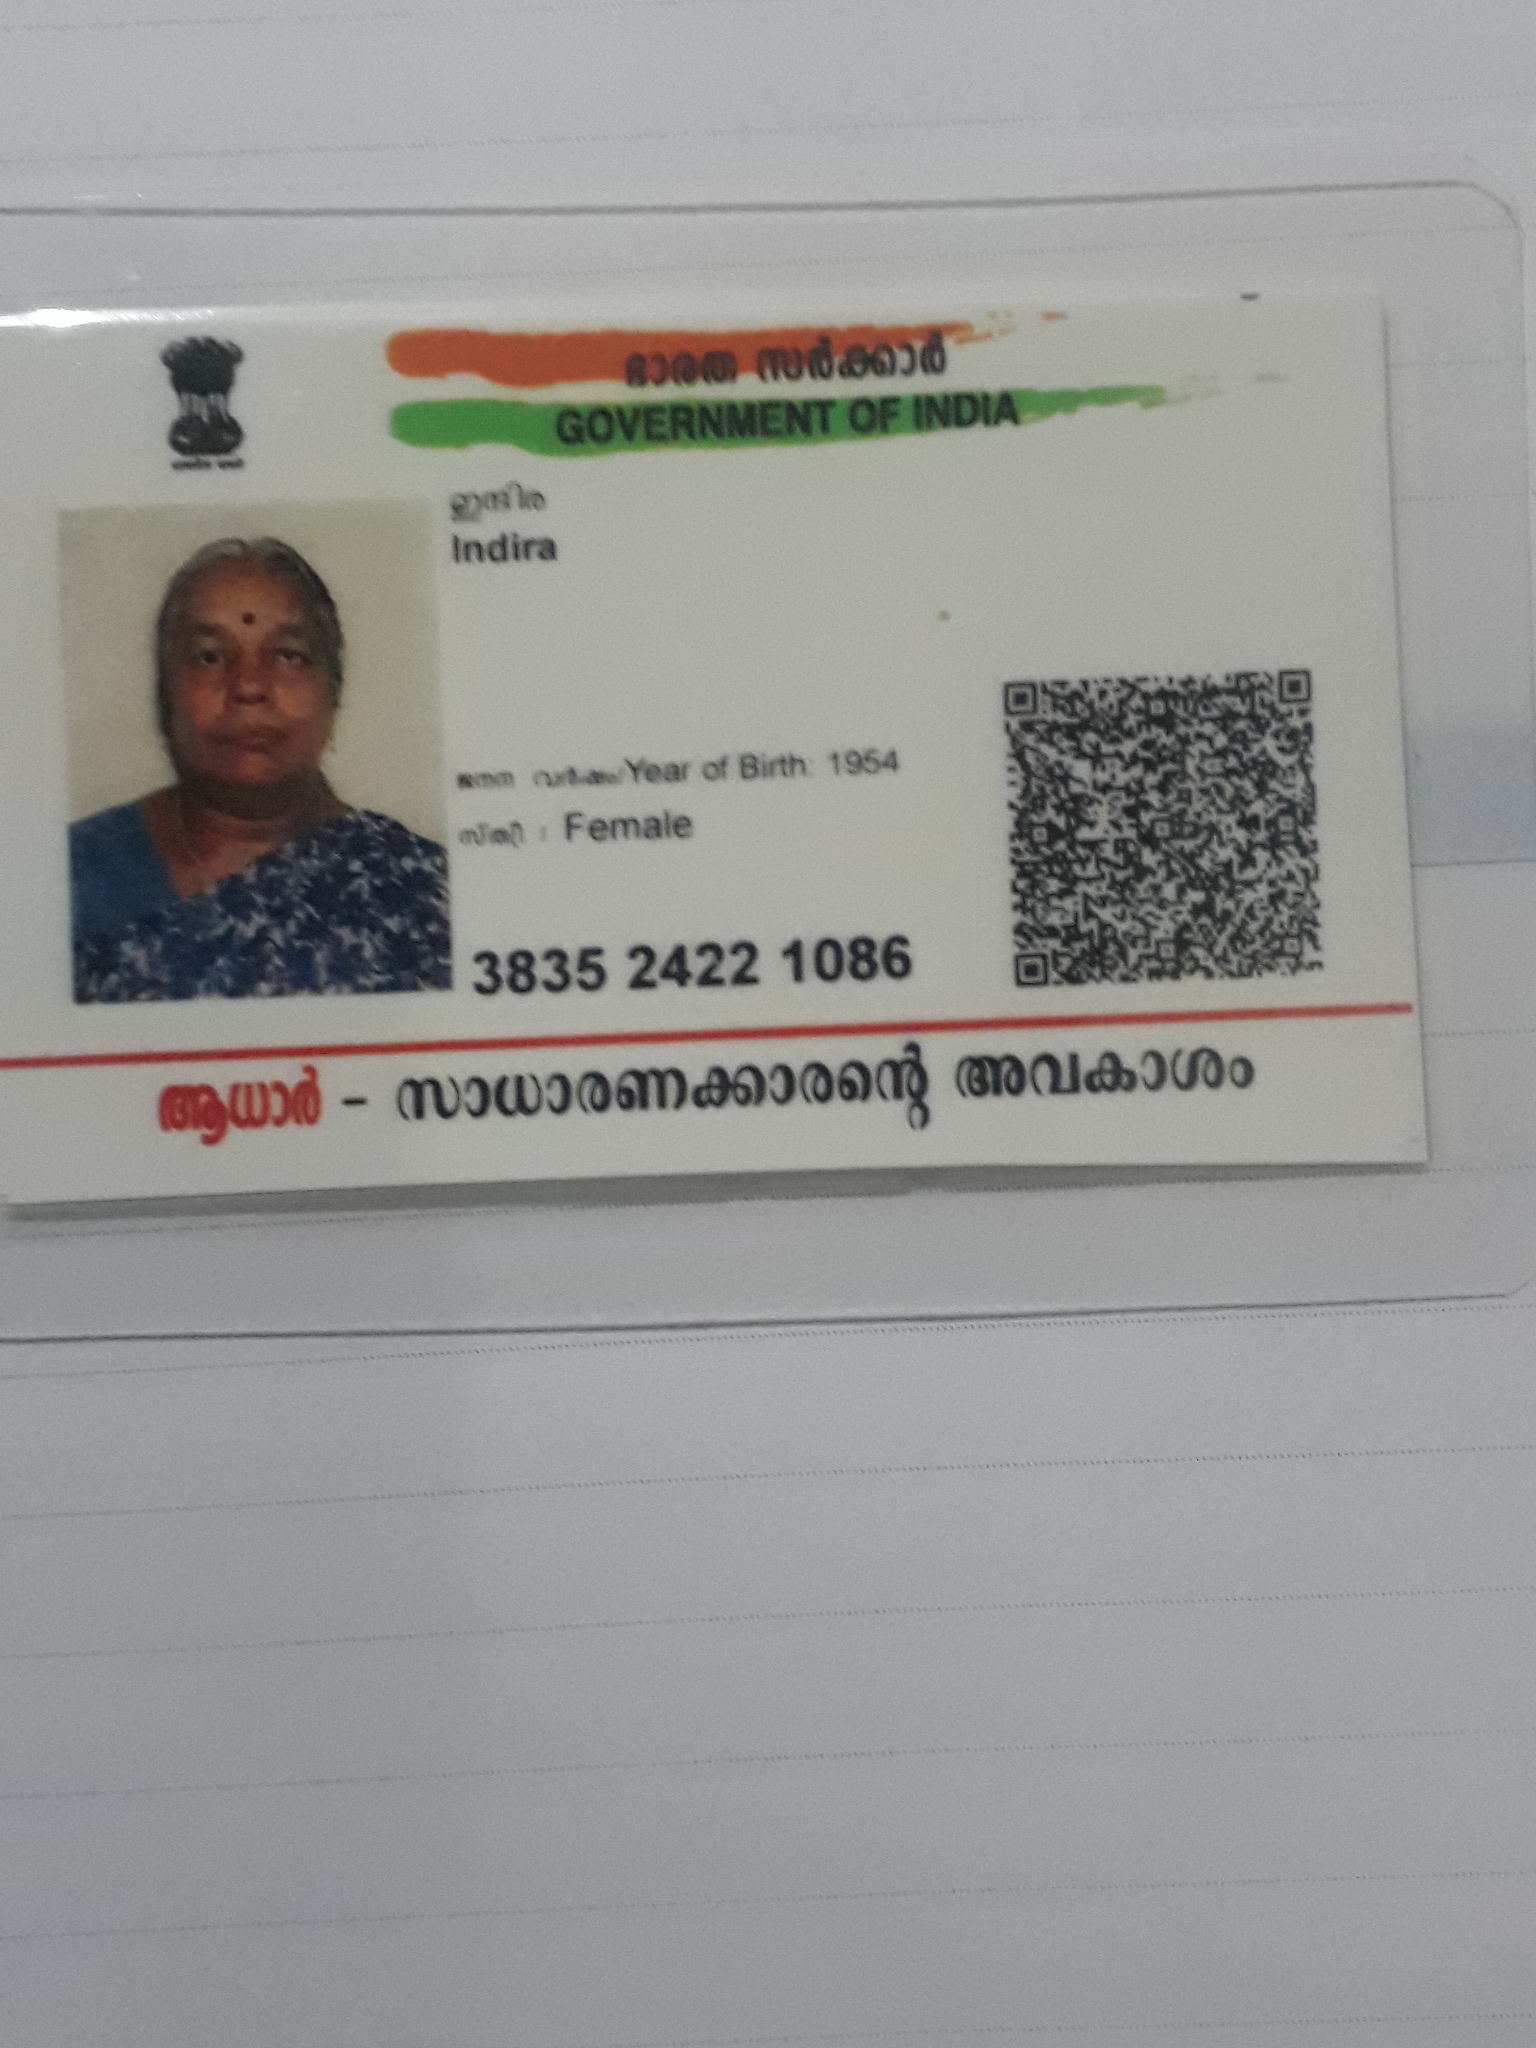 ഭാരത സർക്കാർ
GOVERNMENT OF INDIA
ഇന്ദിര
Indira
ജനന വർഷം/Year of Birth: 1954
സ്ത്രീ : Female
3835 2422 1086
ആധാർ - സാധാരണക്കാരന്റെ അവകാശം